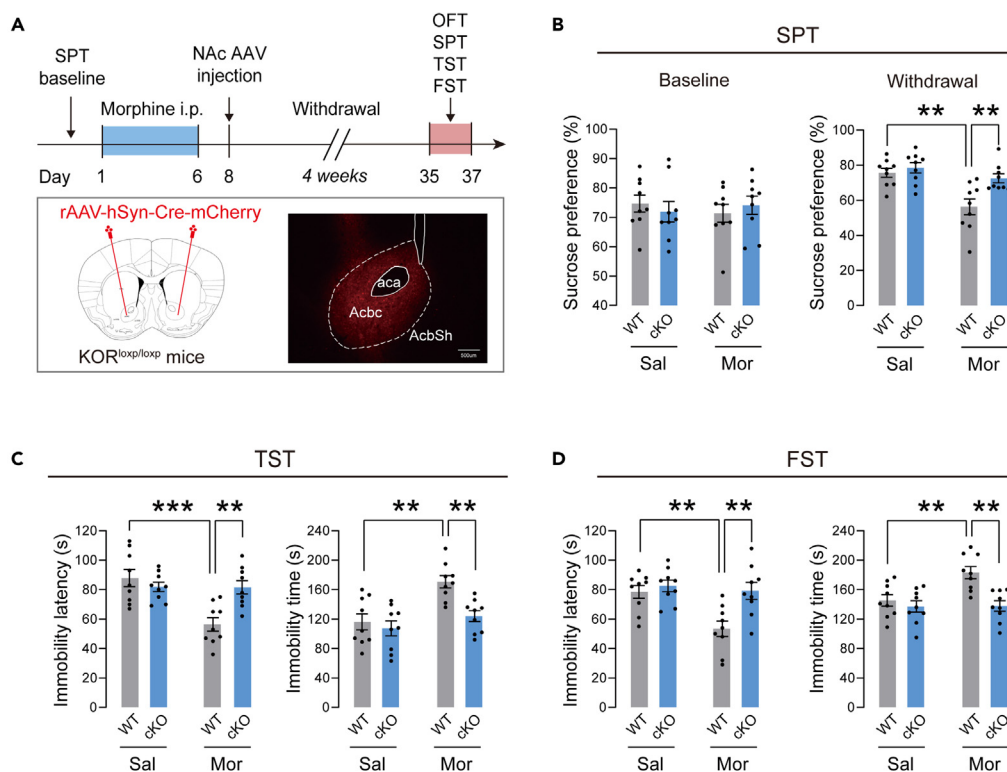 A
SPT
baseline
NAc AAV
injection
OFT
SPT
TST
FST
Morphine i.p.
Withdrawal
Day
1
6
8
4 weeks
35
37
rAAV-hSyn-Cre-mCherry
KORloxp/loxp mice
aca
Acbc
AcbSh
500um
B
SPT
Baseline
Sucrose preference (%)
100
90
80
70
60
50
40
WT
cKO
WT
cKO
Sal
Mor
Withdrawal
**
**
Sucrose preference (%)
100
80
60
40
20
0
WT
cKO
WT
cKO
Sal
Mor
C
TST
***
**
Immobility latency (s)
120
100
80
60
40
20
0
WT
cKO
WT
cKO
Sal
Mor
**
**
Immobility time (s)
240
200
160
120
80
40
0
WT
cKO
WT
cKO
Sal
Mor
D
FST
**
**
Immobility latency (s)
120
100
80
60
40
20
0
WT
cKO
WT
cKO
Sal
Mor
**
**
Immobility time (s)
240
200
160
120
80
40
0
WT
cKO
WT
cKO
Sal
Mor